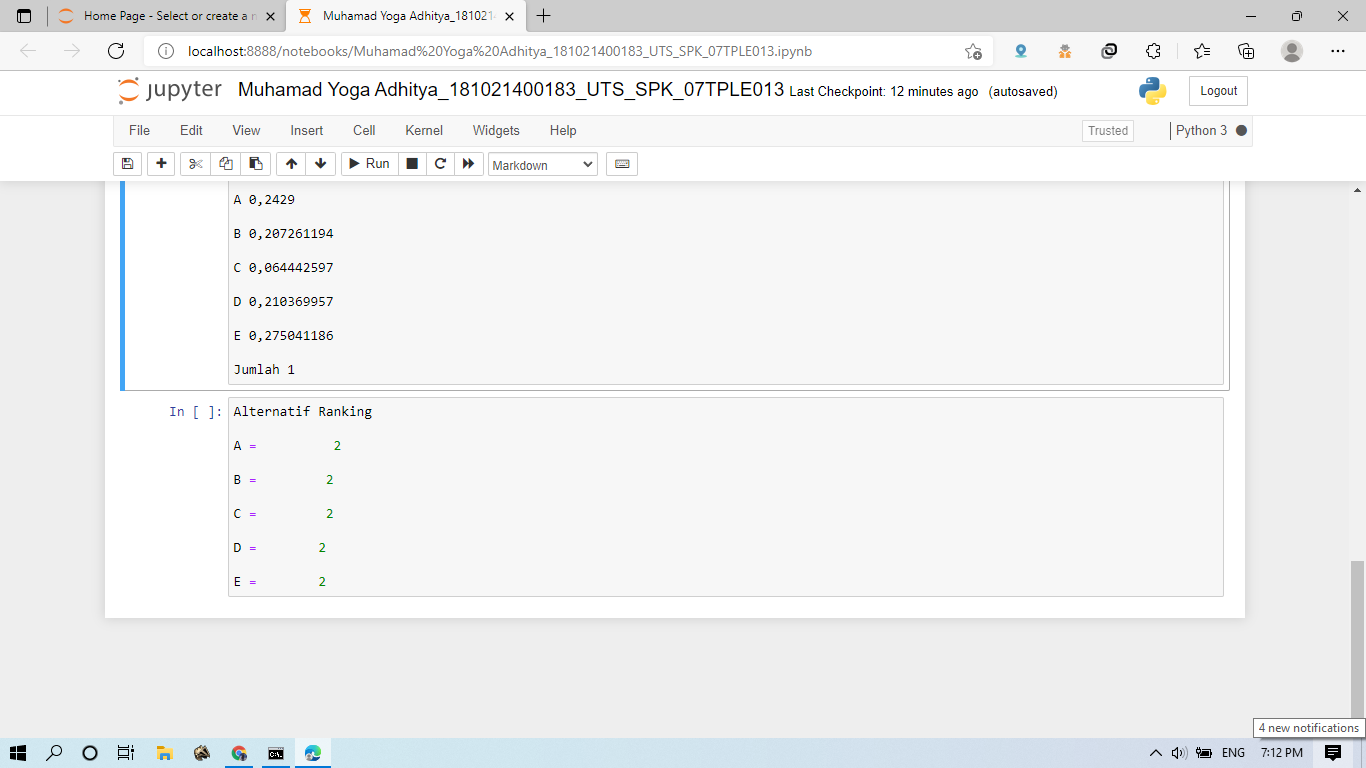 Home Page - Select or create a n
Muhamad Yoga Adhitya_181021
localhost:8888/notebooks/Muhamad%20Yoga%20Adhitya_181021400183_UTS_SPK_07TPLE013.ipynb
jupyter Muhamad Yoga Adhitya_181021400183_UTS_SPK_07TPLE013 Last Checkpoint: 12 minutes ago (autosaved)
Logout
File Edit View Insert Cell Kernel Widgets Help
Trusted
Python 3
Run
Markdown
A 0,2429
B 0,207261194
C 0,064442597
D 0,210369957
E 0,275041186
Jumlah 1
In [ ]: Alternatif Ranking
A = 2
B = 2
C = 2
D = 2
E = 2
4 new notifications
ENG 7:12 PM